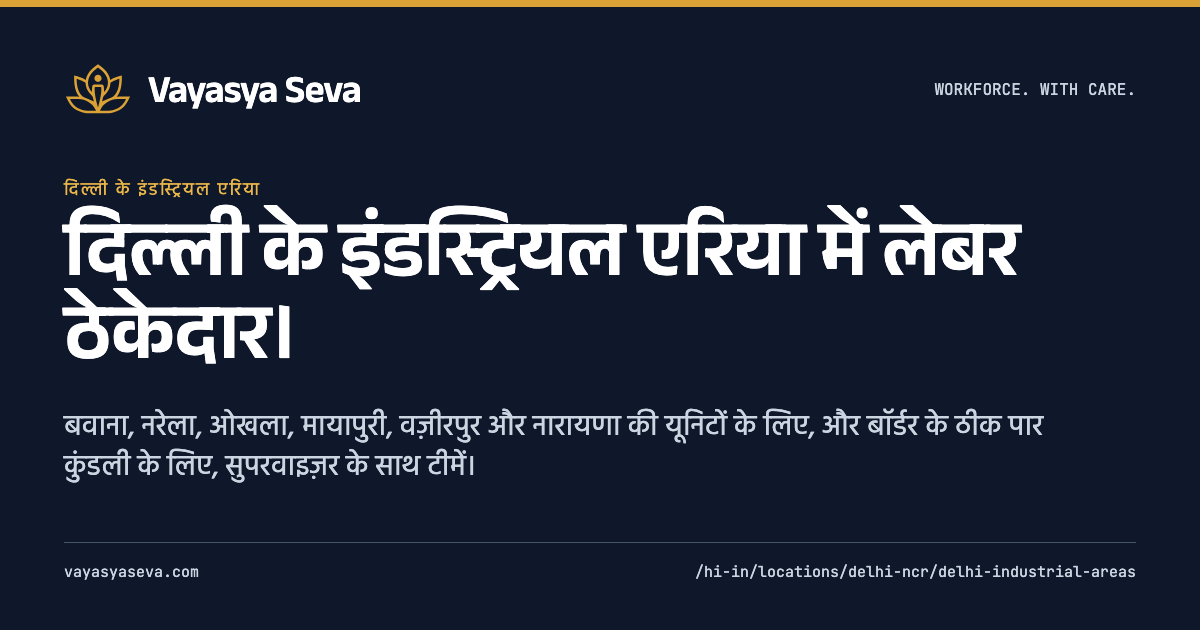 Vayasya Seva
WORKFORCE. WITH CARE.
दिल्ली के इंडस्ट्रियल एरिया
दिल्ली के इंडस्ट्रियल एरिया में लेबर
ठेकेदार।
बवाना, नरेला, ओखला, मायापुरी, वज़ीरपुर और नारायणा की यूनिटों के लिए, और बॉर्डर के ठीक पार
कुंडली के लिए, सुपरवाइज़र के साथ टीमें।
vayasyaseva.com
/hi-in/locations/delhi-ncr/delhi-industrial-areas